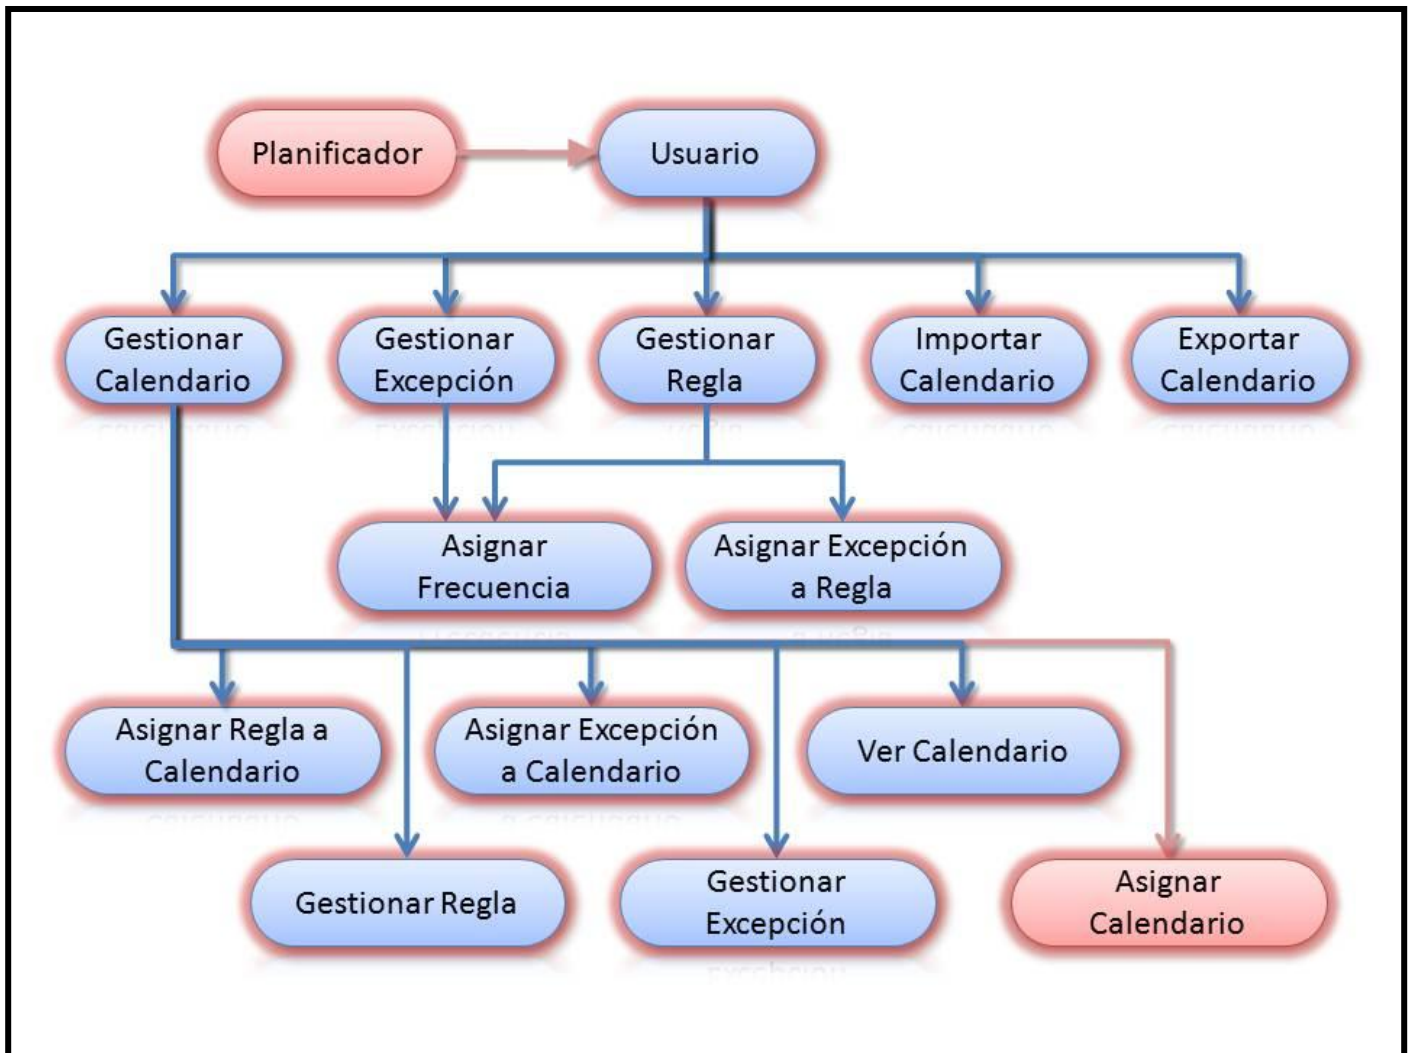 Planificador
Usuario
Gestionar
Calendario
Gestionar
Excepción
Gestionar
Regla
Importar
Calendario
Exportar
Calendario
Asignar
Frecuencia
Asignar Excepción
a Regla
Asignar Regla a
Calendario
Asignar Excepción
a Calendario
Ver Calendario
Gestionar Regla
Gestionar
Excepción
Asignar
Calendario